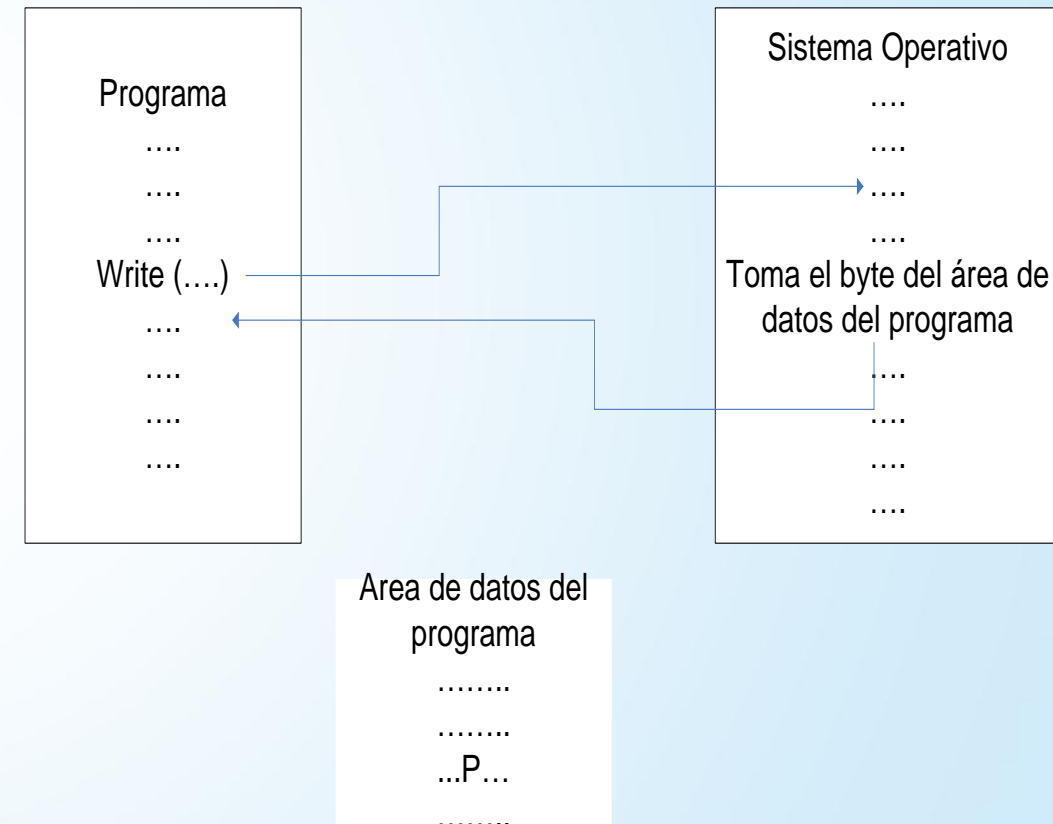 Programa
....
....
....
Write (....)
....
....
....
....
Sistema Operativo
....
....
....
....
Toma el byte del área de
datos del programa
....
....
....
....
Area de datos del
programa
........
........
...P...
........